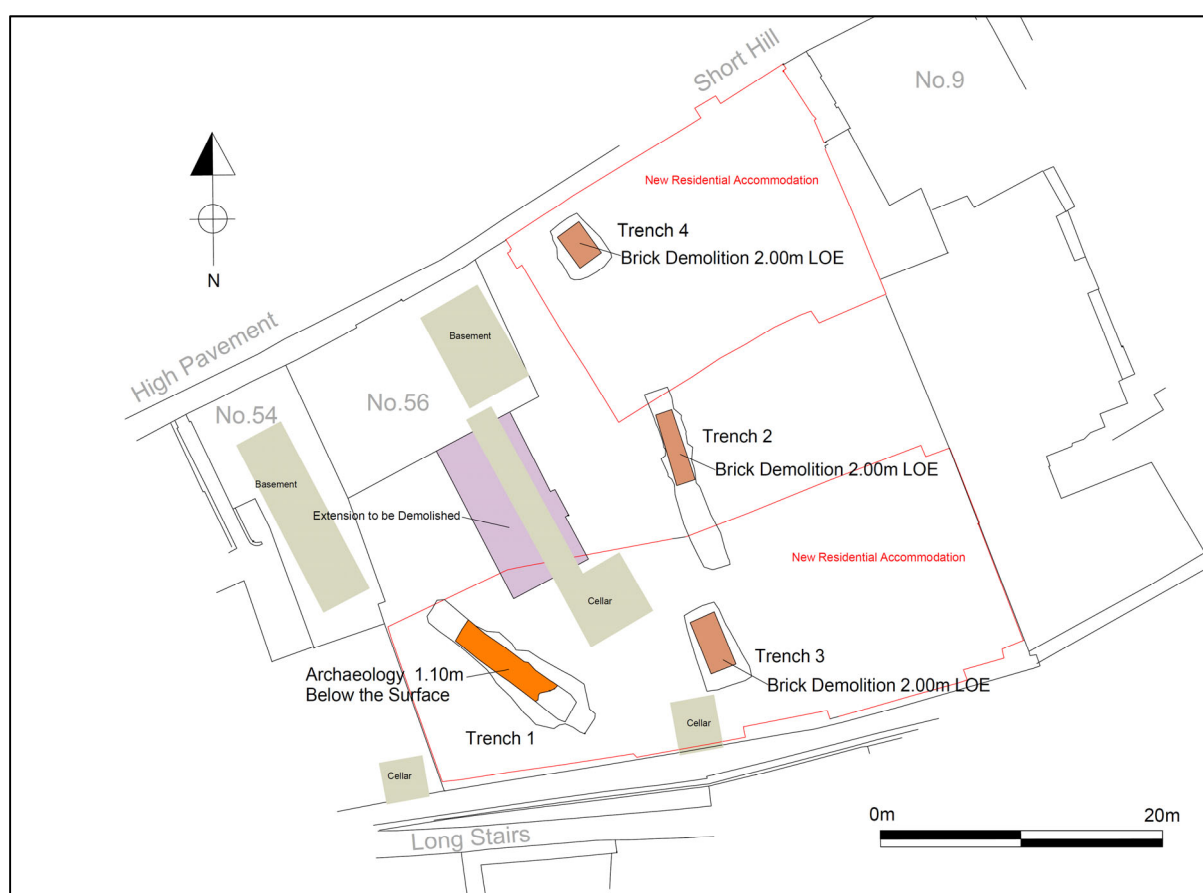 Short Hill
No.9
New Residential Accommodation
Trench 4
Brick Demolition 2.00m LOE
N
High Pavement
Basement
No.56
No.54
Trench 2
Brick Demolition 2.00m LOE
Basement
Extension to be Demolished
New Residential Accommodation
Cellar
Trench 3
Archaeology 1.10m
Below the Surface
Brick Demolition 2.00m LOE
Trench 1
Cellar
Cellar
Long Stairs
0m
20m